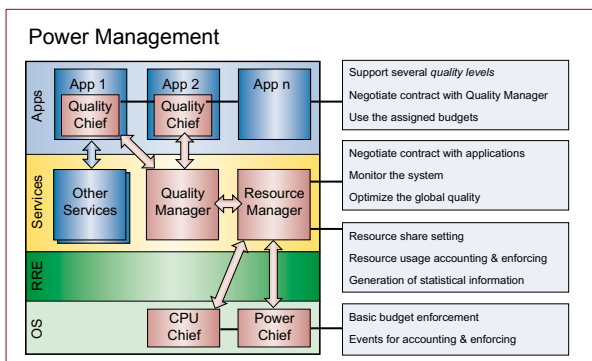 Power Management
Apps
App 1
Quality
Chief
App 2
Quality
Chief
App n
Support several quality levels
Negotiate contract with Quality Manager
Use the assigned budgets
Services
Other
Services
Quality
Manager
Resource
Manager
Negotiate contract with applications
Monitor the system
Optimize the global quality
Resource share setting
Resource usage accounting & enforcing
Generation of statistical information
RRE
OS
CPU
Chief
Power
Chief
Basic budget enforcement
Events for accounting & enforcing